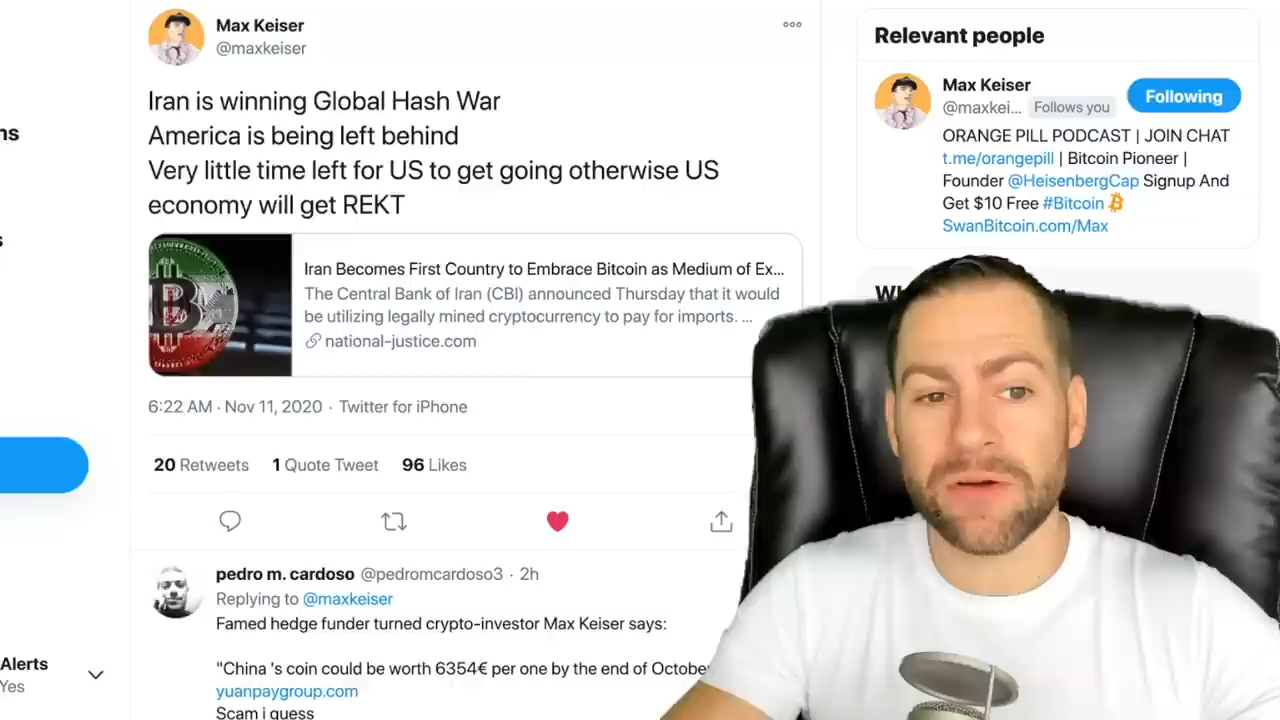 Max Keiser
@maxkeiser
Iran is winning Global Hash War
America is being left behind
Very little time left for US to get going otherwise US
economy will get REKT
Iran Becomes First Country to Embrace Bitcoin as Medium of Ex...
The Central Bank of Iran (CBI) announced Thursday that it would
be utilizing legally mined cryptocurrency to pay for imports. ...
national-justice.com
6:22 AM · Nov 11, 2020 · Twitter for iPhone
20 Retweets 1 Quote Tweet 96 Likes
pedro m. cardoso @pedromcardoso3 · 2h
Replying to @maxkeiser
Famed hedge funder turned crypto-investor Max Keiser says:
"China 's coin could be worth 6354€ per one by the end of October
yuanpaygroup.com
Scam i guess
ns
s
Alerts
Yes
Relevant people
Max Keiser
@maxkei... Follows you
Following
ORANGE PILL PODCAST | JOIN CHAT
t.me/orangepill | Bitcoin Pioneer |
Founder @HeisenbergCap Signup And
Get $10 Free #Bitcoin
SwanBitcoin.com/Max